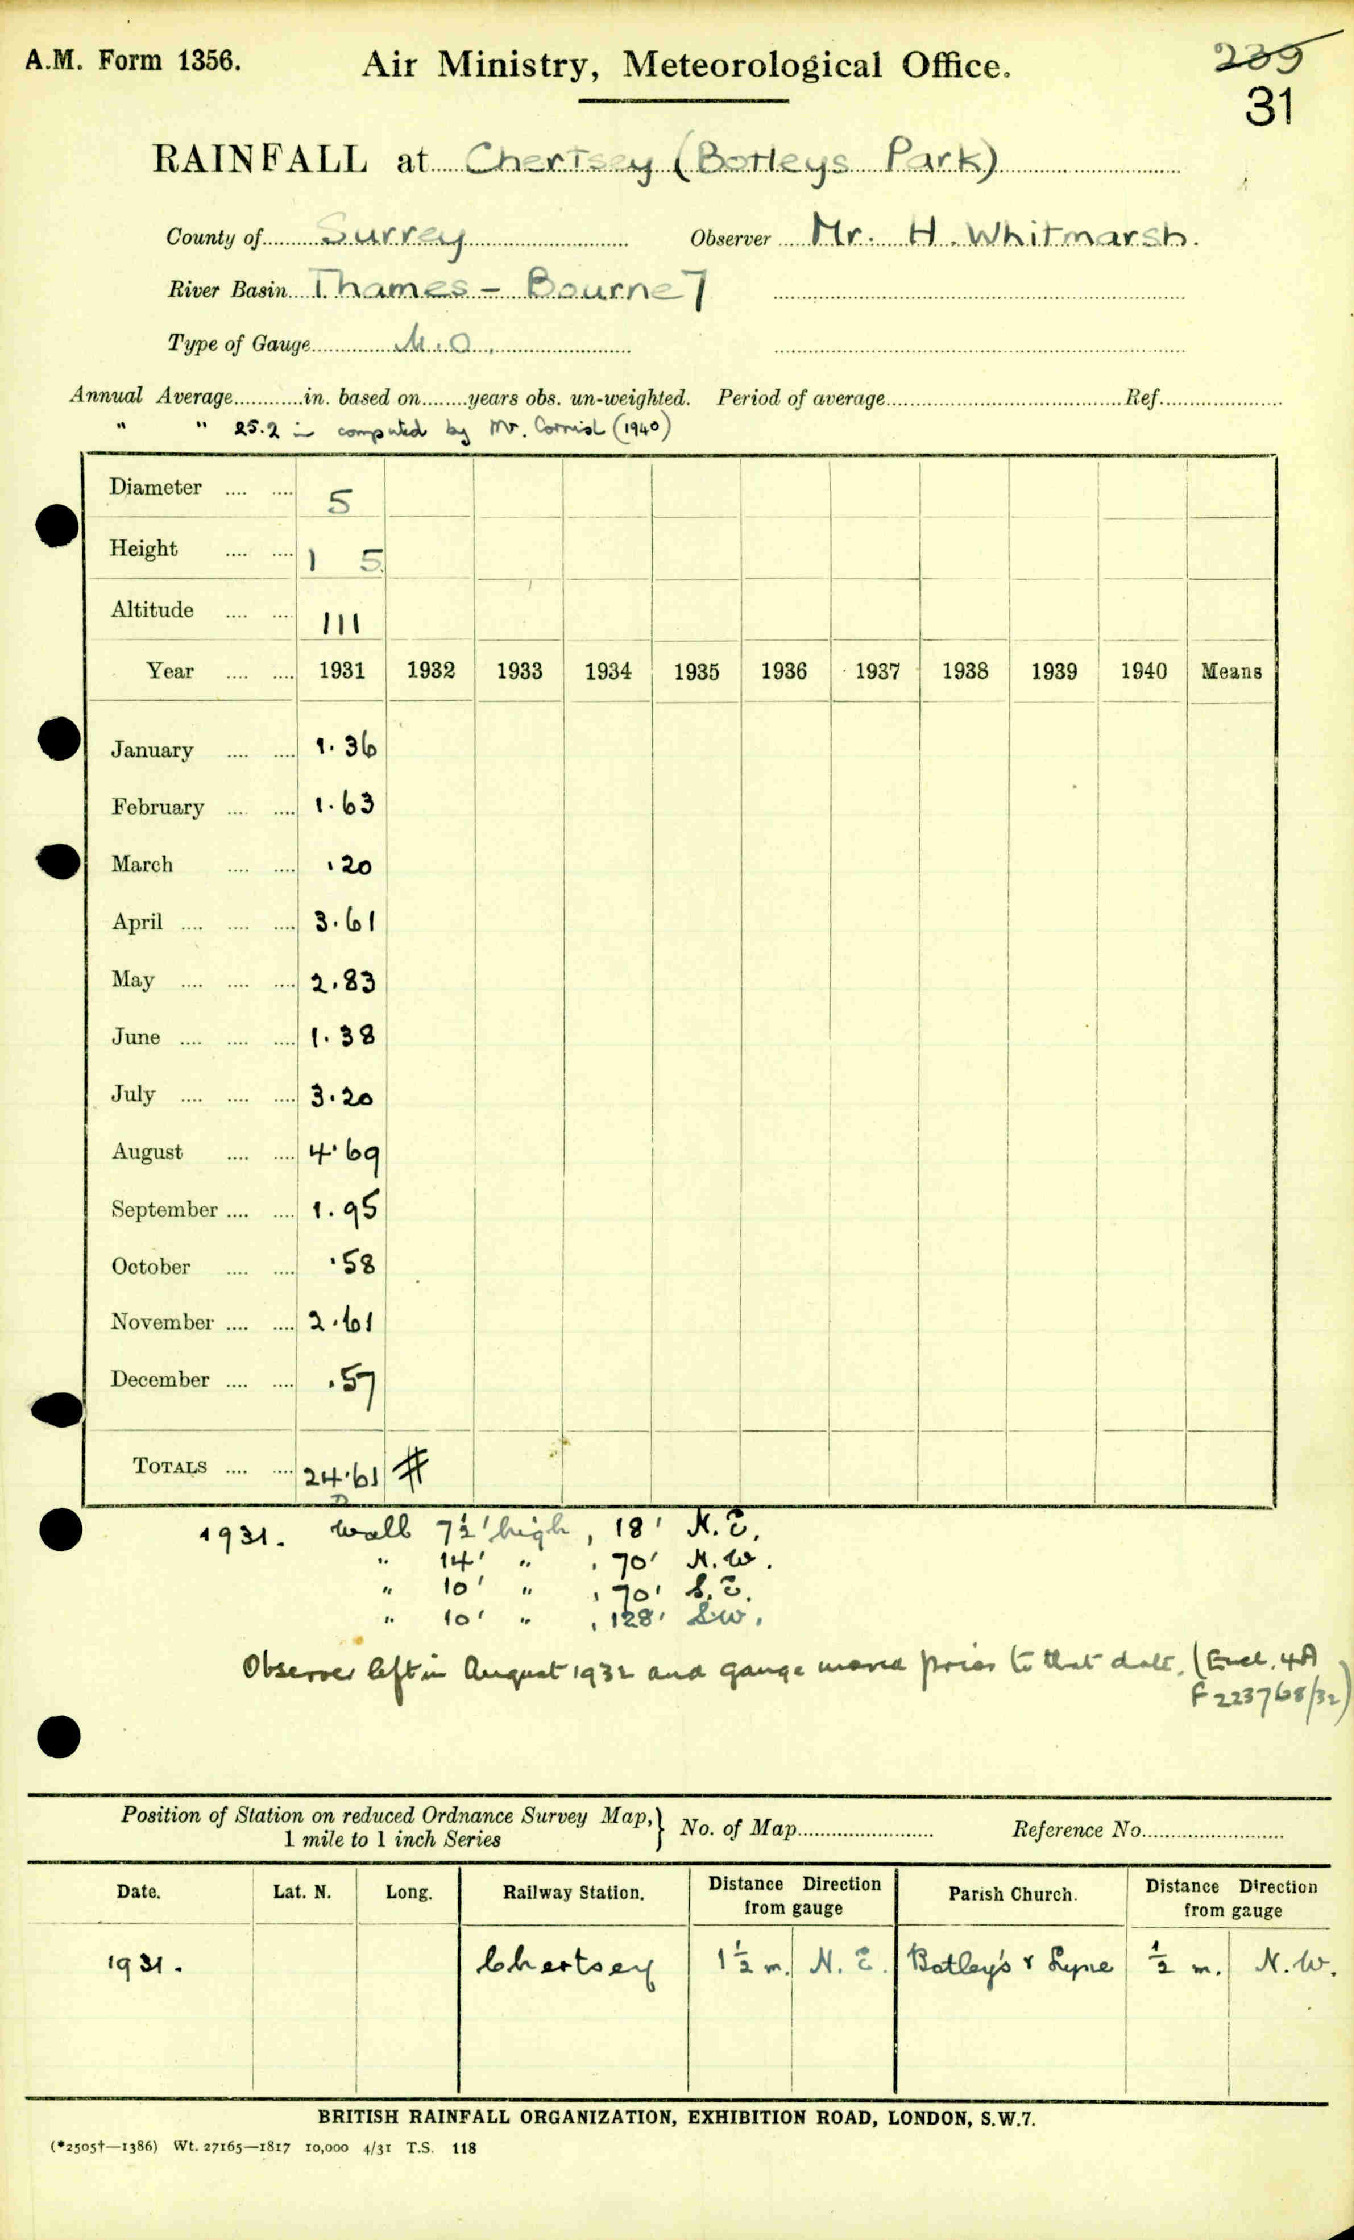 A.M. Form 1356.
Air Ministry, Meteorological Office.
239
31
RAINFALL at Chertsey (Botleys Park)
County of Surrey Observer Mr. H. Whitmarsh.
River Basin Thames - Bourne 7
Type of Gauge M.O.
Annual Average in. based on years obs. un-weighted. Period of average Ref.
" " 25.2 in computed by Mr. Cornish (1940)
Diameter 5
Height 1 5
Altitude 111
Year 1931 1932 1933 1934 1935 1936 1937 1938 1939 1940 Means
January 1.36
February 1.63
March .20
April 3.61
May 2.83
June 1.38
July 3.20
August 4.69
September 1.95
October .58
November 2.61
December .57
TOTALS 24.61 #
1931. Wall 7½' high, 18' N.E.
" 14' " , 70' N.W.
" 10' " , 70' S.E.
" 10' " , 128' S.W.
Observer left in August 1932 and gauge moved prior to that date. (Encl. 4A
F 223768/32)
Position of Station on reduced Ordnance Survey Map, } No. of Map Reference No.
1 mile to 1 inch Series
Date. Lat. N. Long. Railway Station. Distance Direction from gauge Parish Church. Distance Direction from gauge
1931. Chertsey 1½ m. N.E. Botley's & Lyne ½ m. N.W.
BRITISH RAINFALL ORGANIZATION, EXHIBITION ROAD, LONDON, S.W.7.
(*2505†—1386) Wt. 27165—1817 10,000 4/31 T.S. 118